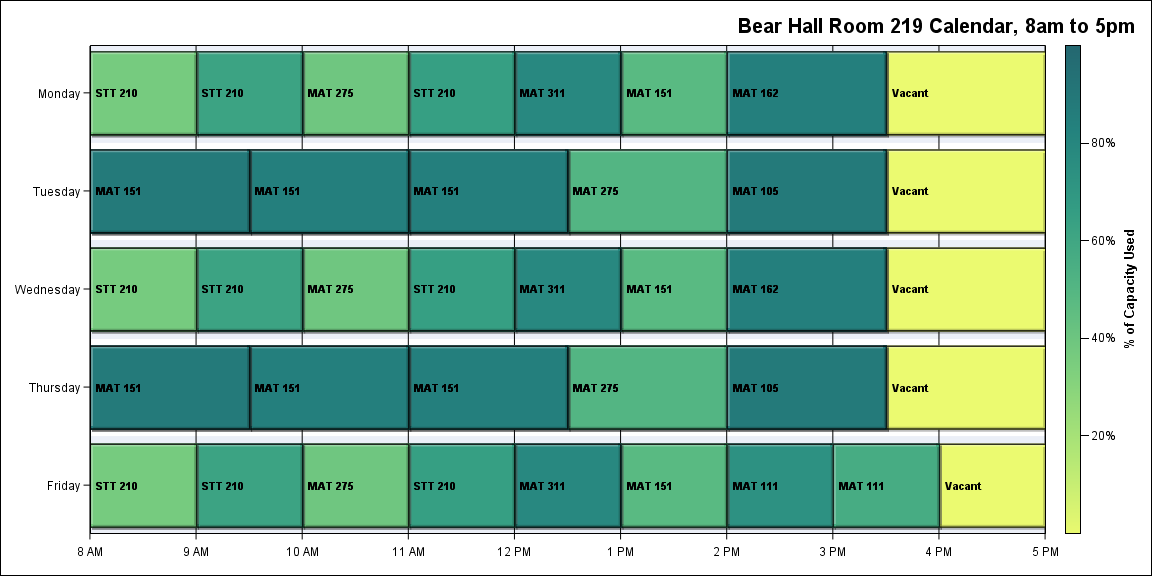 Bear Hall Room 219 Calendar, 8am to 5pm
Monday
STT 210
STT 210
MAT 275
STT 210
MAT 311
MAT 151
MAT 162
Vacant
Tuesday
MAT 151
MAT 151
MAT 151
MAT 275
MAT 105
Vacant
Wednesday
STT 210
STT 210
MAT 275
STT 210
MAT 311
MAT 151
MAT 162
Vacant
Thursday
MAT 151
MAT 151
MAT 151
MAT 275
MAT 105
Vacant
Friday
STT 210
STT 210
MAT 275
STT 210
MAT 311
MAT 151
MAT 111
MAT 111
Vacant
8 AM
9 AM
10 AM
11 AM
12 PM
1 PM
2 PM
3 PM
4 PM
5 PM
80%
60%
40%
20%
% of Capacity Used